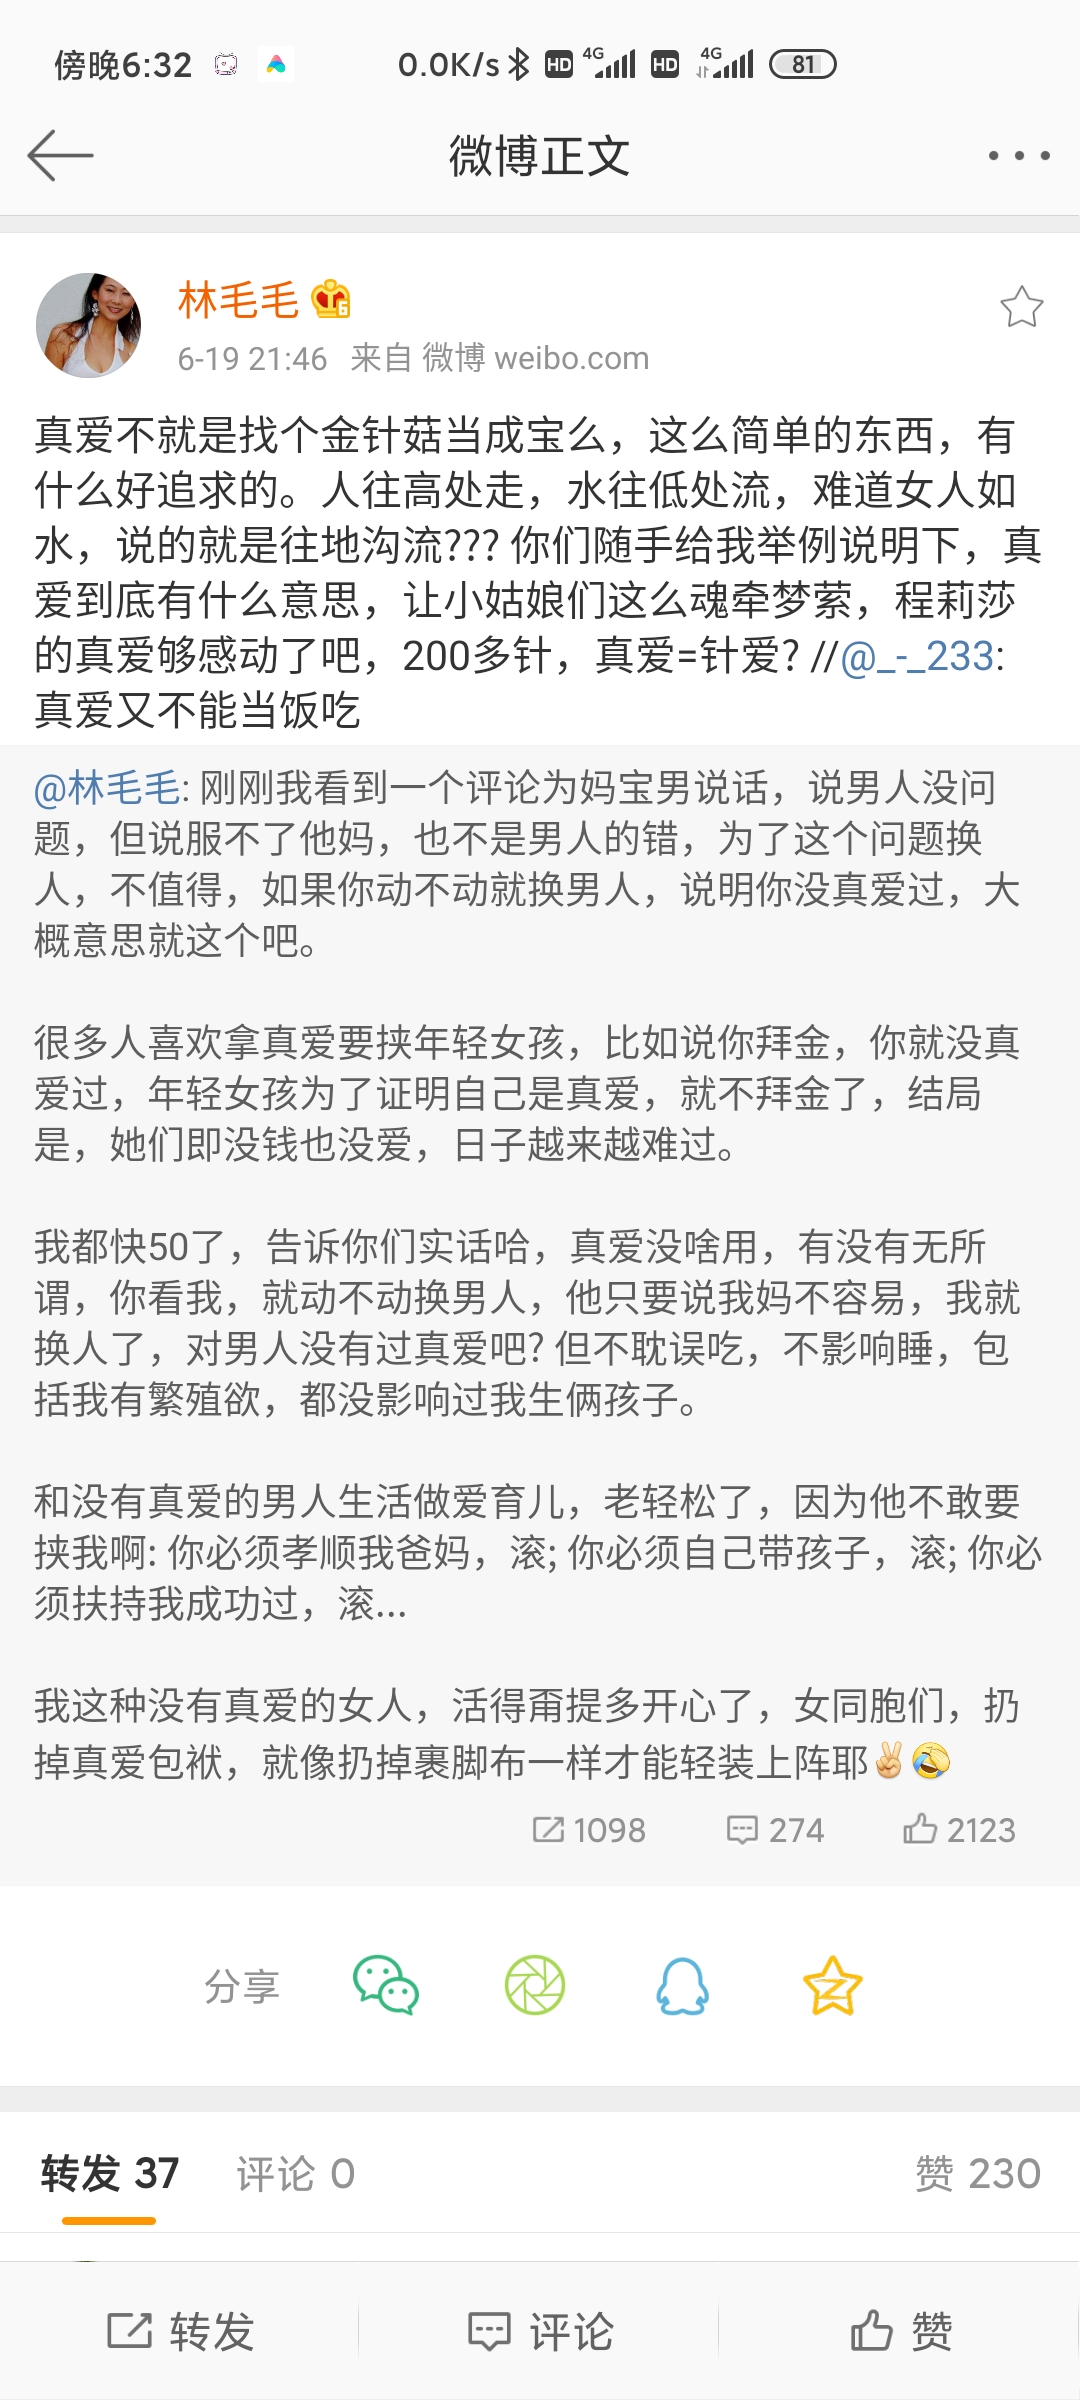 傍晚6:32 0.0K/s HD 4G HD 4G 81
微博正文
林毛毛 6
6-19 21:46 来自 微博 weibo.com
真爱不就是找个金针菇当成宝么，这么简单的东西，有
什么好追求的。人往高处走，水往低处流，难道女人如
水，说的就是往地沟流??? 你们随手给我举例说明下，真
爱到底有什么意思，让小姑娘们这么魂牵梦萦，程莉莎
的真爱够感动了吧，200多针，真爱=针爱? //@_-_233:
真爱又不能当饭吃
@林毛毛: 刚刚我看到一个评论为妈宝男说话，说男人没问
题，但说服不了他妈，也不是男人的错，为了这个问题换
人，不值得，如果你动不动就换男人，说明你没真爱过，大
概意思就这个吧。
很多人喜欢拿真爱要挟年轻女孩，比如说你拜金，你就没真
爱过，年轻女孩为了证明自己是真爱，就不拜金了，结局
是，她们即没钱也没爱，日子越来越难过。
我都快50了，告诉你们实话哈，真爱没啥用，有没有无所
谓，你看我，就动不动换男人，他只要说我妈不容易，我就
换人了，对男人没有过真爱吧? 但不耽误吃，不影响睡，包
括我有繁殖欲，都没影响过我生俩孩子。
和没有真爱的男人生活做爱育儿，老轻松了，因为他不敢要
挟我啊: 你必须孝顺我爸妈，滚; 你必须自己带孩子，滚; 你必
须扶持我成功过，滚...
我这种没有真爱的女人，活得甭提多开心了，女同胞们，扔
掉真爱包袱，就像扔掉裹脚布一样才能轻装上阵耶✌🤣
1098 274 2123
分享
转发 37 评论 0 赞 230
转发 评论 赞